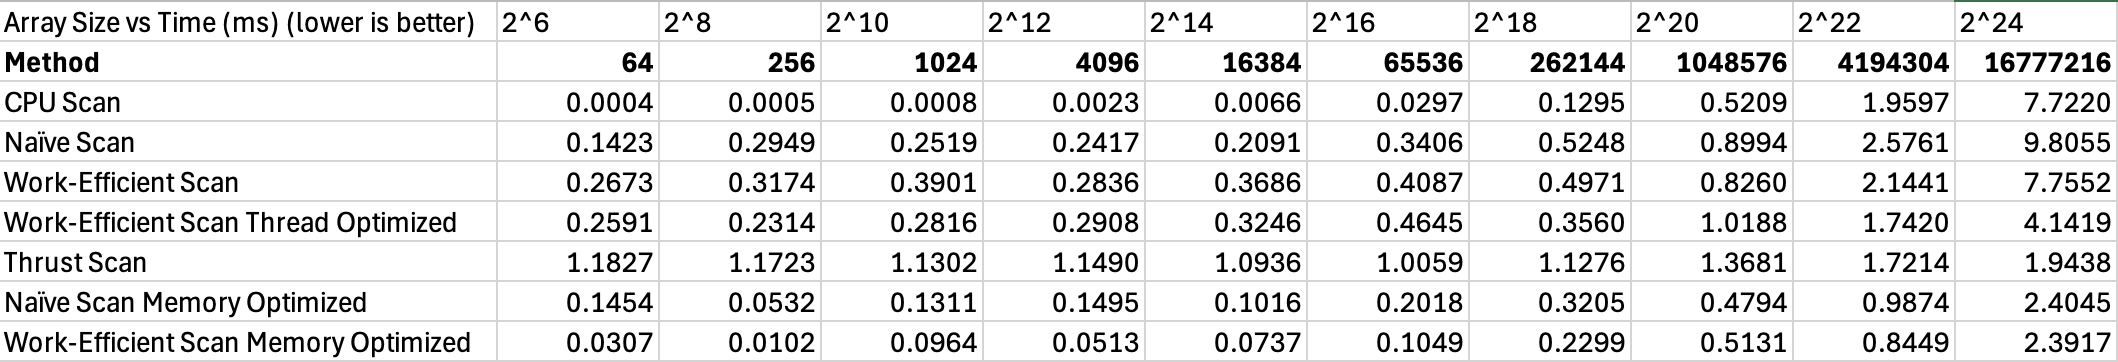 Array Size vs Time (ms) (lower is better) 2^6 2^8 2^10 2^12 2^14 2^16 2^18 2^20 2^22 2^24
Method 64 256 1024 4096 16384 65536 262144 1048576 4194304 16777216
CPU Scan 0.0004 0.0005 0.0008 0.0023 0.0066 0.0297 0.1295 0.5209 1.9597 7.7220
Naïve Scan 0.1423 0.2949 0.2519 0.2417 0.2091 0.3406 0.5248 0.8994 2.5761 9.8055
Work-Efficient Scan 0.2673 0.3174 0.3901 0.2836 0.3686 0.4087 0.4971 0.8260 2.1441 7.7552
Work-Efficient Scan Thread Optimized 0.2591 0.2314 0.2816 0.2908 0.3246 0.4645 0.3560 1.0188 1.7420 4.1419
Thrust Scan 1.1827 1.1723 1.1302 1.1490 1.0936 1.0059 1.1276 1.3681 1.7214 1.9438
Naïve Scan Memory Optimized 0.1454 0.0532 0.1311 0.1495 0.1016 0.2018 0.3205 0.4794 0.9874 2.4045
Work-Efficient Scan Memory Optimized 0.0307 0.0102 0.0964 0.0513 0.0737 0.1049 0.2299 0.5131 0.8449 2.3917